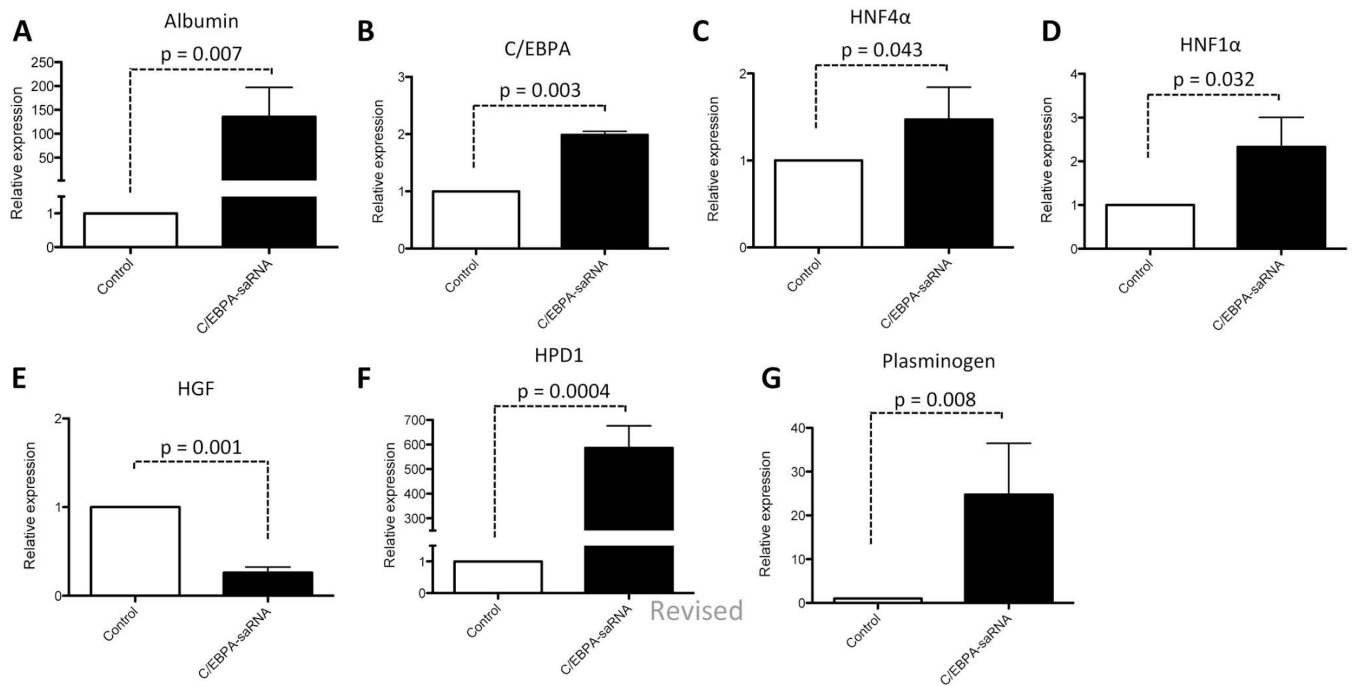 A
Albumin
p = 0.007
Relative expression
250
200
150
100
50
1
0
Control
C/EBPA-saRNA
B
C/EBPA
p = 0.003
Relative expression
3
2
1
0
Control
C/EBPA-saRNA
C
HNF4α
p = 0.043
Relative expression
2
1
0
Control
C/EBPA-saRNA
D
HNF1α
p = 0.032
Relative expression
4
3
2
1
0
Control
C/EBPA-saRNA
E
HGF
p = 0.001
Relative expression
2
1
0
Control
C/EBPA-saRNA
F
HPD1
p = 0.0004
Relative expression
700
600
500
400
300
1
0
Control
C/EBPA-saRNA
Revised
G
Plasminogen
p = 0.008
Relative expression
40
30
20
10
0
Control
C/EBPA-saRNA